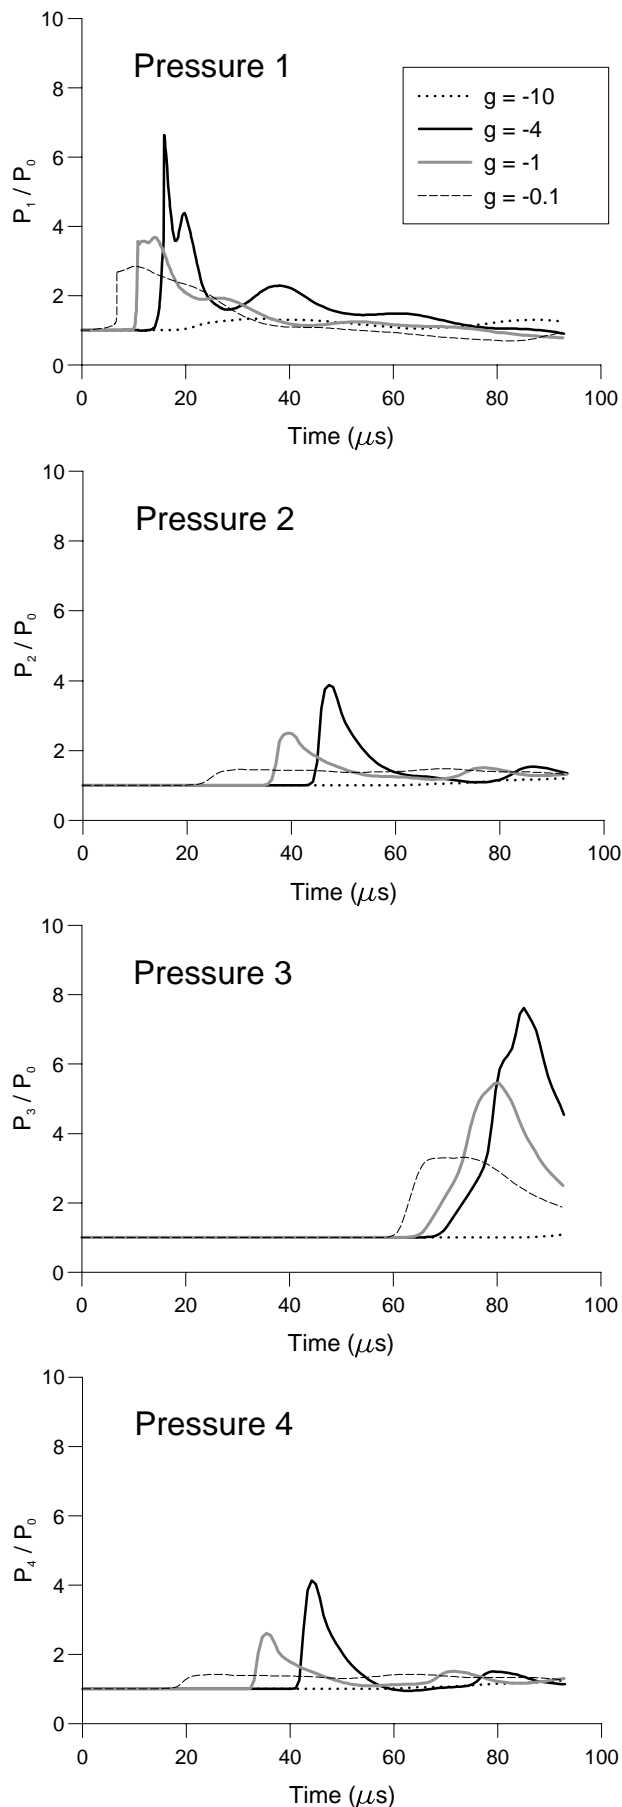 10
Pressure 1
8
g = -10
g = -4
g = -1
g = -0.1
6
P₁ / P₀
4
2
0
0 20 40 60 80 100
Time (μs)
10
Pressure 2
8
6
P₂ / P₀
4
2
0
0 20 40 60 80 100
Time (μs)
10
Pressure 3
8
6
P₃ / P₀
4
2
0
0 20 40 60 80 100
Time (μs)
10
Pressure 4
8
6
P₄ / P₀
4
2
0
0 20 40 60 80 100
Time (μs)